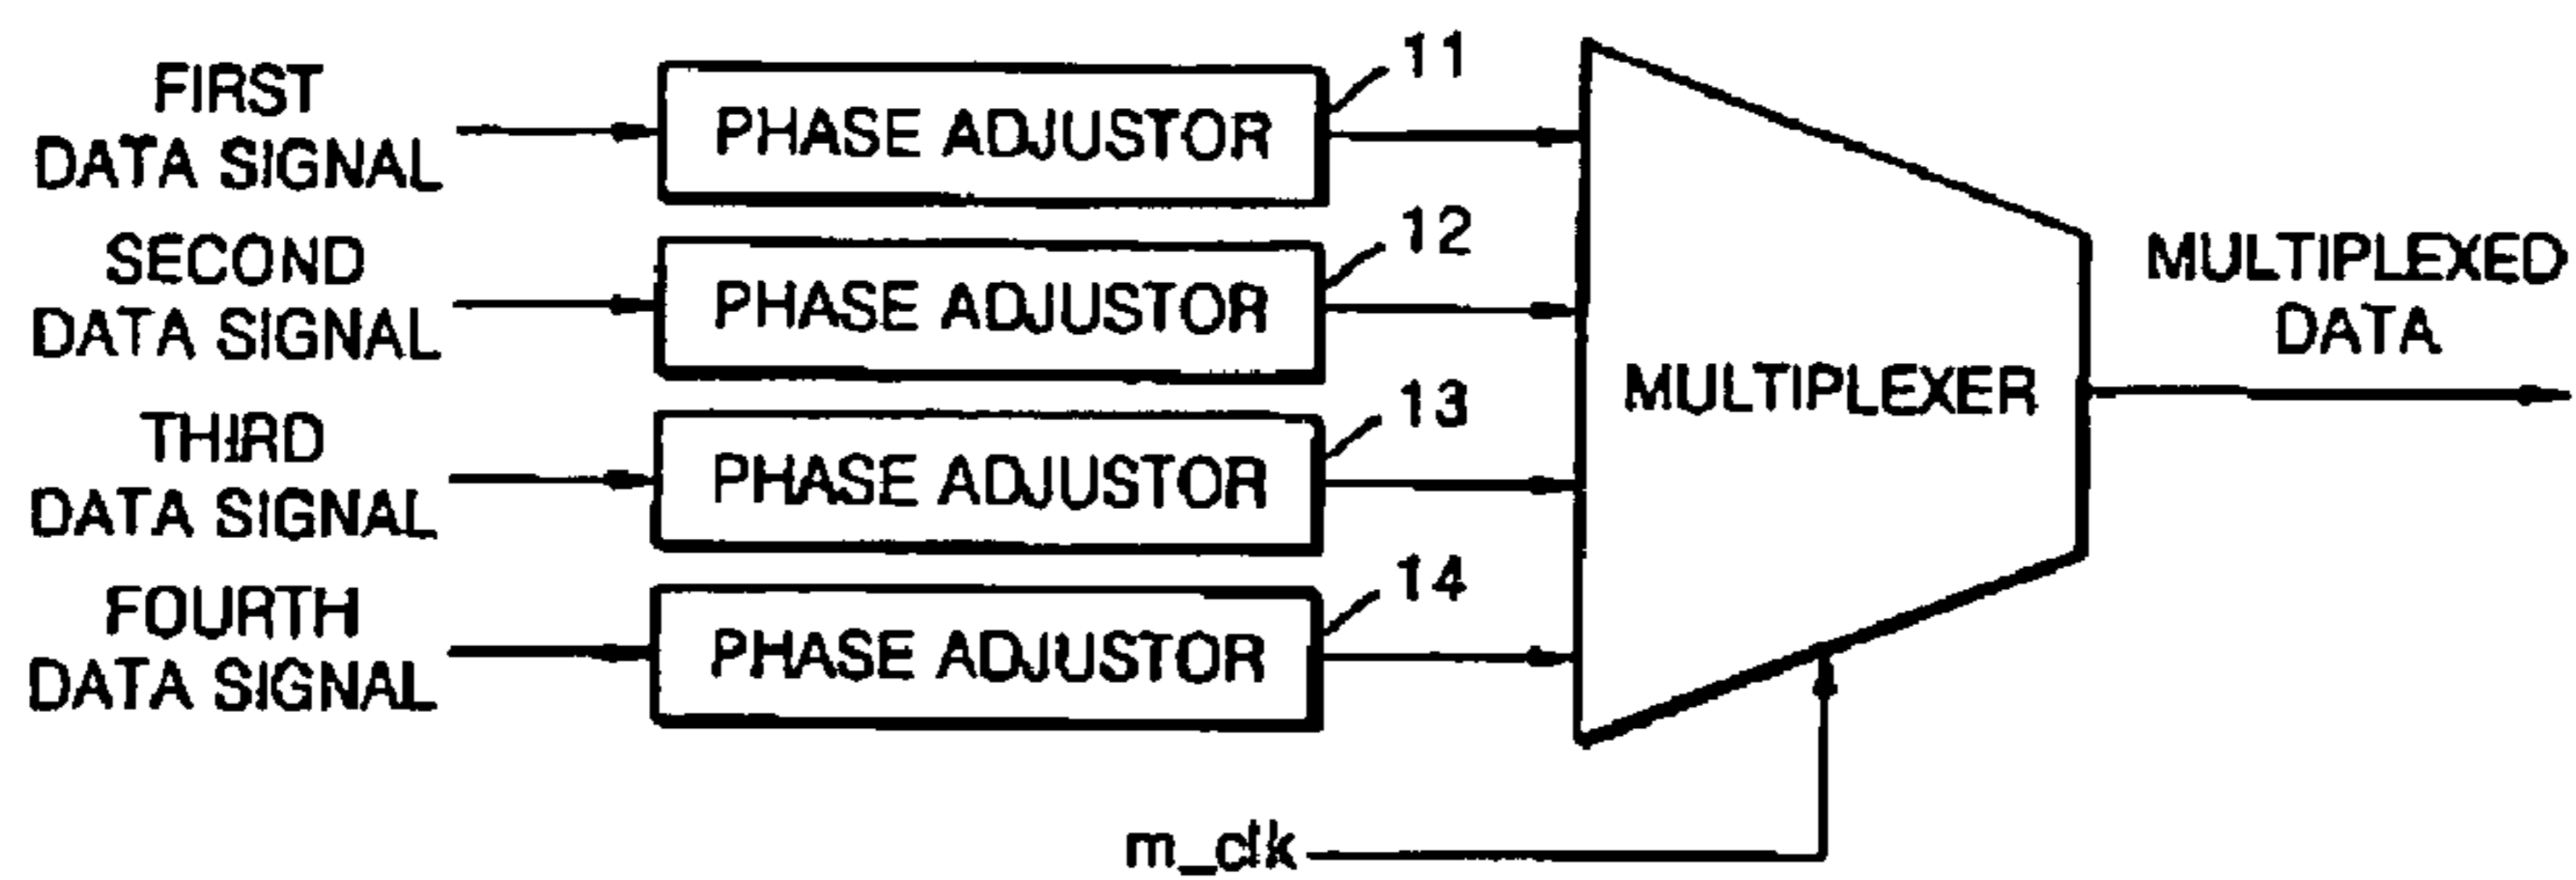 FIRST
DATA SIGNAL
PHASE ADJUSTOR
11
SECOND
DATA SIGNAL
PHASE ADJUSTOR
12
THIRD
DATA SIGNAL
PHASE ADJUSTOR
13
FOURTH
DATA SIGNAL
PHASE ADJUSTOR
14
MULTIPLEXER
MULTIPLEXED
DATA
m_clk